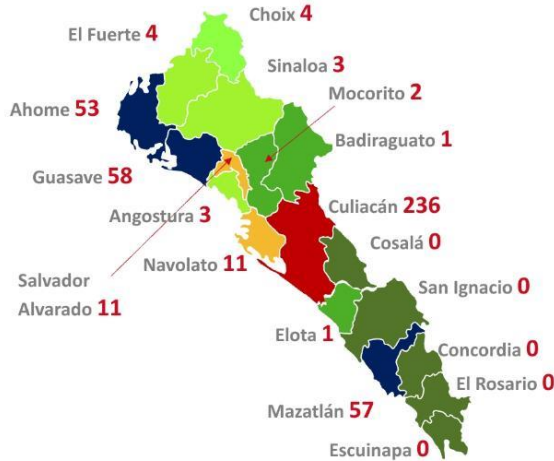 Choix 4
El Fuerte 4
Sinaloa 3
Mocorito 2
Ahome 53
Badiraguato 1
Guasave 58
Culiacán 236
Angostura 3
Cosalá 0
Navolato 11
Salvador
Alvarado 11
San Ignacio 0
Elota 1
Concordia 0
El Rosario 0
Mazatlán 57
Escuinapa 0